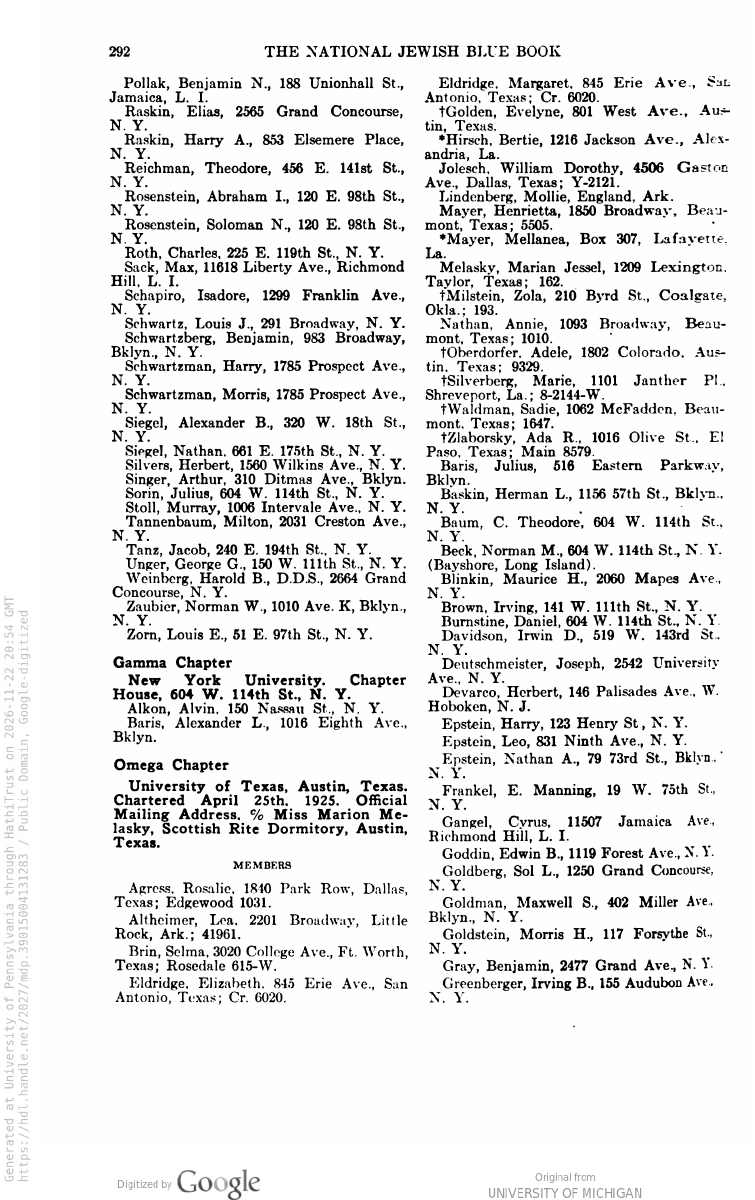 292
THE NATIONAL JEWISH BLUE BOOK
Pollak, Benjamin N., 188 Unionhall St.,
Jamaica, L. I.
Raskin, Elias, 2565 Grand Concourse,
N. Y.
Raskin, Harry A., 853 Elsemere Place,
N. Y.
Reichman, Theodore, 456 E. 141st St.,
N. Y.
Rosenstein, Abraham I., 120 E. 98th St.,
N. Y.
Rosenstein, Soloman N., 120 E. 98th St.,
N. Y.
Roth, Charles, 225 E. 119th St., N. Y.
Sack, Max, 11618 Liberty Ave., Richmond
Hill, L. I.
Schapiro, Isadore, 1299 Franklin Ave.,
N. Y.
Schwartz, Louis J., 291 Broadway, N. Y.
Schwartzberg, Benjamin, 983 Broadway,
Bklyn., N. Y.
Schwartzman, Harry, 1785 Prospect Ave.,
N. Y.
Schwartzman, Morris, 1785 Prospect Ave.,
N. Y.
Siegel, Alexander B., 320 W. 18th St.,
N. Y.
Siegel, Nathan, 661 E. 175th St., N. Y.
Silvers, Herbert, 1560 Wilkins Ave., N. Y.
Singer, Arthur, 310 Ditmas Ave., Bklyn.
Sorin, Julius, 604 W. 114th St., N. Y.
Stoll, Murray, 1006 Intervale Ave., N. Y.
Tannenbaum, Milton, 2031 Creston Ave.,
N. Y.
Tanz, Jacob, 240 E. 194th St., N. Y.
Unger, George G., 150 W. 111th St., N. Y.
Weinberg, Harold B., D.D.S., 2664 Grand
Concourse, N. Y.
Zaubier, Norman W., 1010 Ave. K, Bklyn.,
N. Y.
Zorn, Louis E., 51 E. 97th St., N. Y.
Gamma Chapter
New York University. Chapter
House, 604 W. 114th St., N. Y.
Alkon, Alvin, 150 Nassau St., N. Y.
Baris, Alexander L., 1016 Eighth Ave.,
Bklyn.
Omega Chapter
University of Texas, Austin, Texas.
Chartered April 25th, 1925. Official
Mailing Address, % Miss Marion Me-
lasky, Scottish Rite Dormitory, Austin,
Texas.
MEMBERS
Agress, Rosalie, 1840 Park Row, Dallas,
Texas; Edgewood 1031.
Altheimer, Lea, 2201 Broadway, Little
Rock, Ark.; 41961.
Brin, Selma, 3020 College Ave., Ft. Worth,
Texas; Rosedale 615-W.
Eldridge, Elizabeth, 845 Erie Ave., San
Antonio, Texas; Cr. 6020.
Eldridge, Margaret, 845 Erie Ave., San
Antonio, Texas; Cr. 6020.
†Golden, Evelyne, 801 West Ave., Aus-
tin, Texas.
*Hirsch, Bertie, 1216 Jackson Ave., Alex-
andria, La.
Jolesch, William Dorothy, 4506 Gaston
Ave., Dallas, Texas; Y-2121.
Lindenberg, Mollie, England, Ark.
Mayer, Henrietta, 1850 Broadway, Beau-
mont, Texas; 5505.
*Mayer, Mellanea, Box 307, Lafayette,
La.
Melasky, Marian Jessel, 1209 Lexington,
Taylor, Texas; 162.
†Milstein, Zola, 210 Byrd St., Coalgate,
Okla.; 193.
Nathan, Annie, 1093 Broadway, Beau-
mont, Texas; 1010.
†Oberdorfer, Adele, 1802 Colorado, Aus-
tin, Texas; 9329.
†Silverberg, Marie, 1101 Janther Pl.,
Shreveport, La.; 8-2144-W.
†Waldman, Sadie, 1062 McFadden, Beau-
mont, Texas; 1647.
†Zlaborsky, Ada R., 1016 Olive St., El
Paso, Texas; Main 8579.
Baris, Julius, 516 Eastern Parkway,
Bklyn.
Baskin, Herman L., 1156 57th St., Bklyn.,
N. Y.
Baum, C. Theodore, 604 W. 114th St.,
N. Y.
Beck, Norman M., 604 W. 114th St., N. Y.
(Bayshore, Long Island).
Blinkin, Maurice H., 2060 Mapes Ave.,
N. Y.
Brown, Irving, 141 W. 111th St., N. Y.
Burnstine, Daniel, 604 W. 114th St., N. Y.
Davidson, Irwin D., 519 W. 143rd St.,
N. Y.
Deutschmeister, Joseph, 2542 University
Ave., N. Y.
Devarco, Herbert, 146 Palisades Ave., W.
Hoboken, N. J.
Epstein, Harry, 123 Henry St., N. Y.
Epstein, Leo, 831 Ninth Ave., N. Y.
Epstein, Nathan A., 79 73rd St., Bklyn.,
N. Y.
Frankel, E. Manning, 19 W. 75th St.,
N. Y.
Gangel, Cyrus, 11507 Jamaica Ave.,
Richmond Hill, L. I.
Goddin, Edwin B., 1119 Forest Ave., N. Y.
Goldberg, Sol L., 1250 Grand Concourse,
N. Y.
Goldman, Maxwell S., 402 Miller Ave.,
Bklyn., N. Y.
Goldstein, Morris H., 117 Forsythe St.,
N. Y.
Gray, Benjamin, 2477 Grand Ave., N. Y.
Greenberger, Irving B., 155 Audubon Ave.,
N. Y.
Generated at University of Pennsylvania through HathiTrust on 2026-11-22 20:54 GMT
https://hdl.handle.net/2027/mdp.39015004131283 / Public Domain, Google-digitized
Digitized by Google
Original from
UNIVERSITY OF MICHIGAN